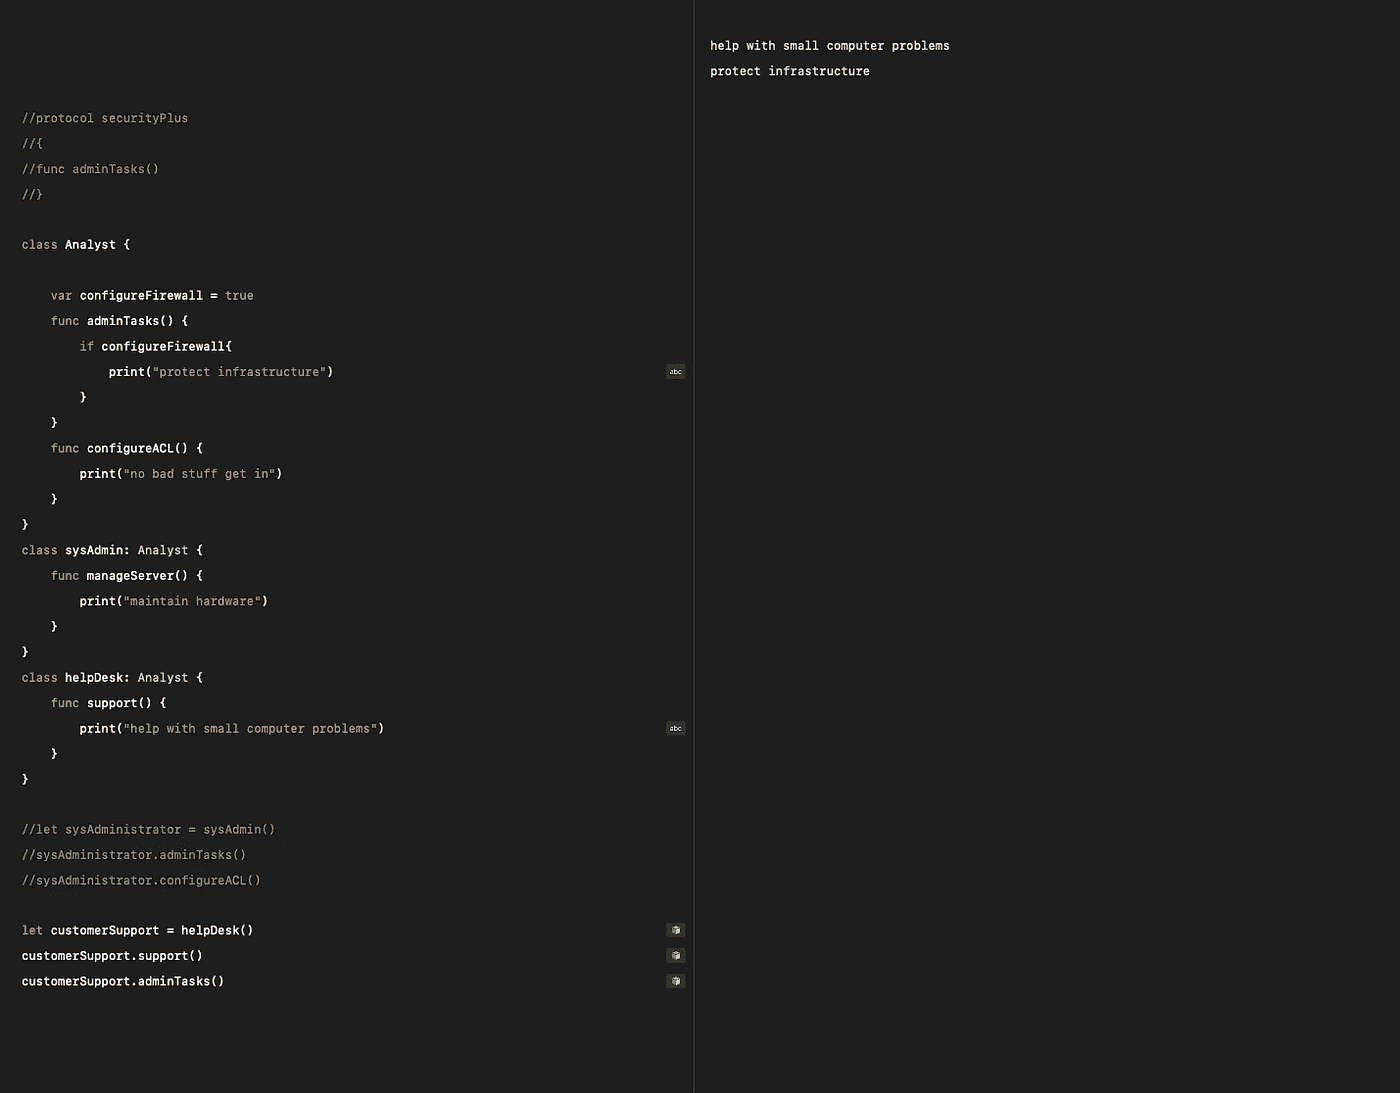 //protocol securityPlus
//{
//func adminTasks()
//}
class Analyst {
var configureFirewall = true
func adminTasks() {
if configureFirewall{
print("protect infrastructure")
abc
}
}
func configureACL() {
print("no bad stuff get in")
}
}
class sysAdmin: Analyst {
func manageServer() {
print("maintain hardware")
}
}
class helpDesk: Analyst {
func support() {
print("help with small computer problems")
abc
}
}
//let sysAdministrator = sysAdmin()
//sysAdministrator.adminTasks()
//sysAdministrator.configureACL()
let customerSupport = helpDesk()
customerSupport.support()
customerSupport.adminTasks()
help with small computer problems
protect infrastructure